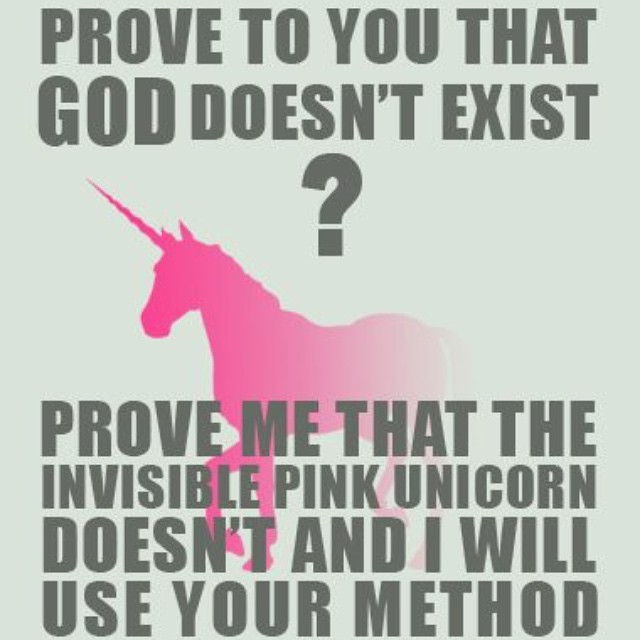 PROVE TO YOU THAT
GOD DOESN'T EXIST
?
PROVE ME THAT THE
INVISIBLE PINK UNICORN
DOESN'T AND I WILL
USE YOUR METHOD